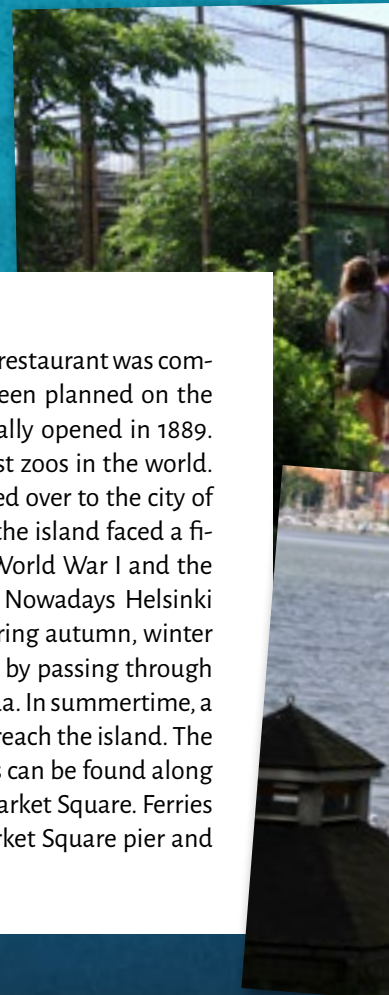 restaurant was com-
een planned on the
ally opened in 1889.
st zoos in the world.
ed over to the city of
the island faced a fi-
World War I and the
Nowadays Helsinki
ring autumn, winter
by passing through
a. In summertime, a
reach the island. The
s can be found along
arket Square. Ferries
rket Square pier and